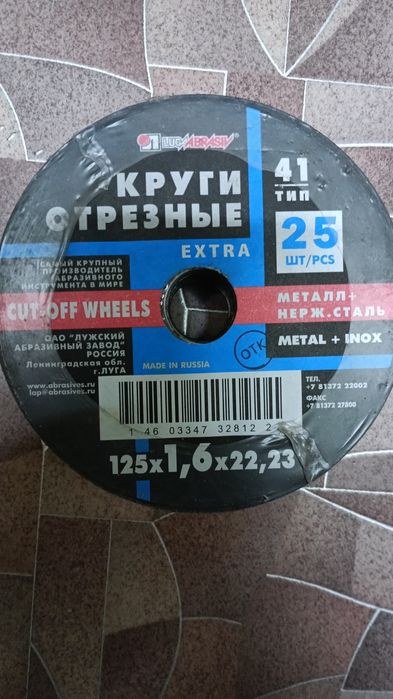 LUGAABRASIV
КРУГИ
ОТРЕЗНЫЕ
41
ТИП
EXTRA
25
ШТ/PCS
САМЫЙ КРУПНЫЙ
ПРОИЗВОДИТЕЛЬ
АБРАЗИВНОГО
ИНСТРУМЕНТА В МИРЕ
CUT-OFF WHEELS
МЕТАЛЛ+
НЕРЖ.СТАЛЬ
METAL + INOX
ОАО "ЛУЖСКИЙ
АБРАЗИВНЫЙ ЗАВОД"
РОССИЯ
Ленинградская обл.
г.ЛУГА
www.abrasives.ru
lap@abrasives.ru
ОТК
MADE IN RUSSIA
ТЕЛ.
+7 81372 22002
ФАКС
+7 81372 27800
1 46 03347 32812 2
125x1,6x22,23